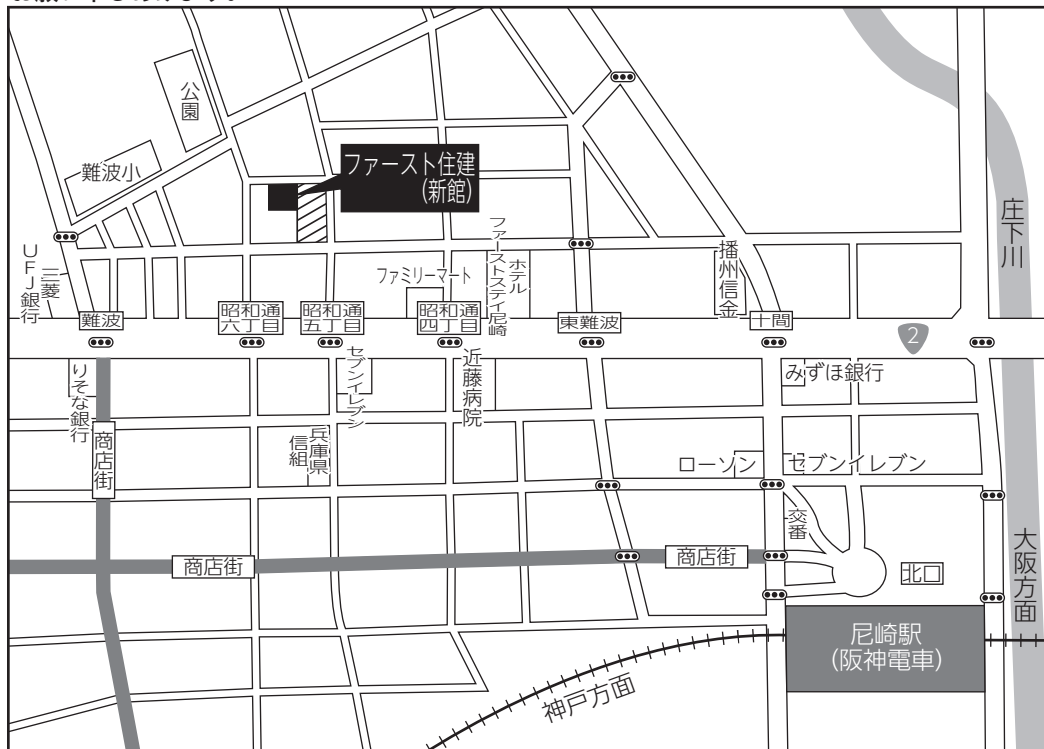 公園
難波小
ファースト住建
(新館)
庄下川
三菱
UFJ銀行
ファミリーマート
ホテル
ファーストステイ尼崎
播州信金
難波
昭和通
六丁目
昭和通
五丁目
昭和通
四丁目
東難波
十間
2
りそな銀行
セブンイレブン
近藤病院
みずほ銀行
商店街
兵庫県
信組
ローソン
セブンイレブン
交番
商店街
商店街
北口
大阪方面
尼崎駅
(阪神電車)
神戸方面